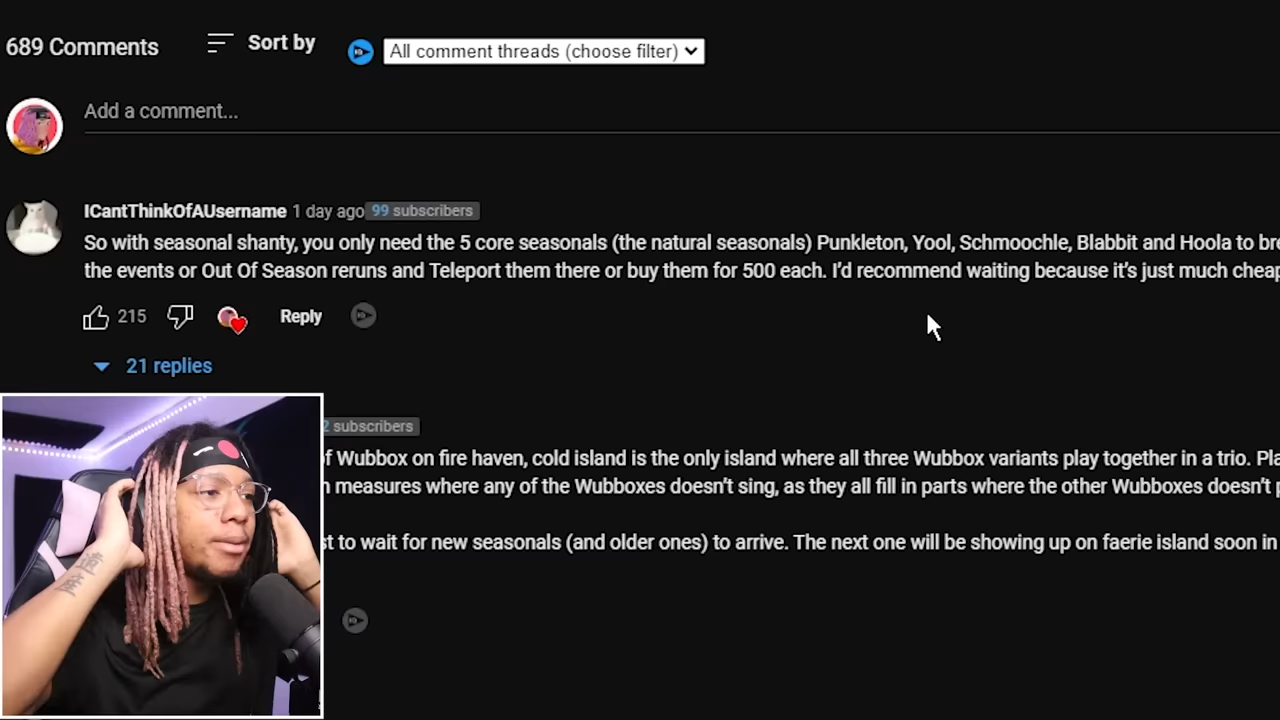 689 Comments
Sort by
All comment threads (choose filter)
Add a comment...
ICantThinkOfAUsername 1 day ago 99 subscribers
So with seasonal shanty, you only need the 5 core seasonals (the natural seasonals) Punkleton, Yool, Schmoochle, Blabbit and Hoola to
the events or Out Of Season reruns and Teleport them there or buy them for 500 each. I'd recommend waiting because it's just much
215
Reply
21 replies
2 subscribers
of Wubbox on fire haven, cold island is the only island where all three Wubbox variants play together in a trio.
measures where any of the Wubboxes doesn't sing, as they all fill in parts where the other Wubboxes doesn't
to wait for new seasonals (and older ones) to arrive. The next one will be showing up on faerie island soon in